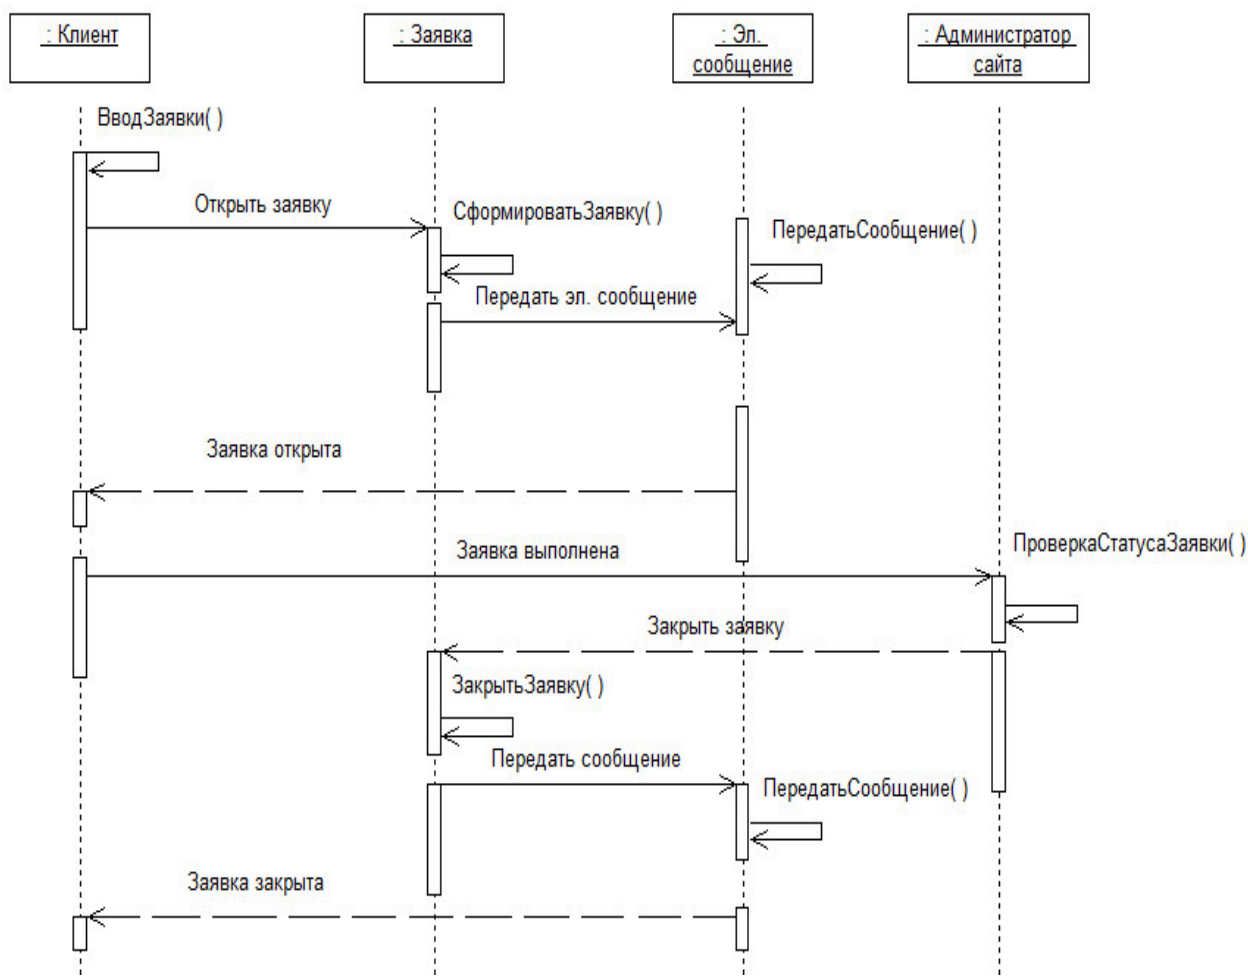 : Клиент
: Заявка
: Эл.
сообщение
: Администратор
сайта
ВводЗаявки( )
Открыть заявку
СформироватьЗаявку( )
ПередатьСообщение( )
Передать эл. сообщение
Заявка открыта
Заявка выполнена
ПроверкаСтатусаЗаявки( )
Закрыть заявку
ЗакрытьЗаявку( )
Передать сообщение
ПередатьСообщение( )
Заявка закрыта